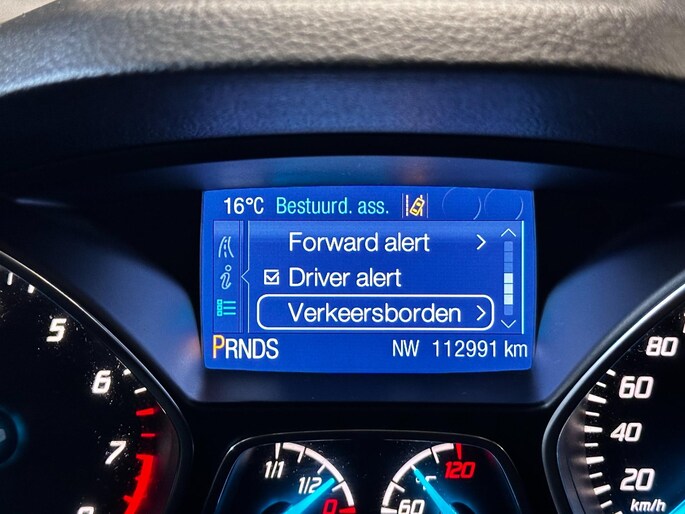 16°C Bestuurd. ass.
Forward alert
Driver alert
Verkeersborden
PRNDS NW 112991 km
5
6
7
8
1/1
1/2
0
°C
60
120
80
60
40
20
km/h